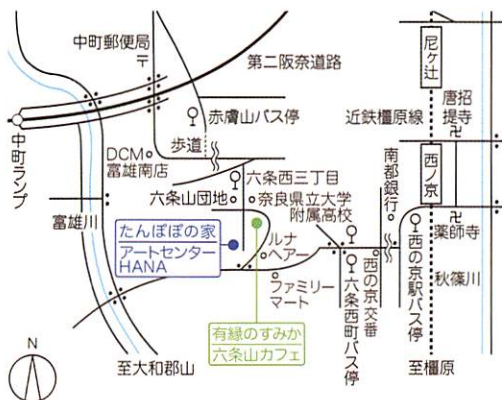 中町郵便局
〒
第二阪奈道路
尼ヶ辻
近鉄橿原線
唐招
提寺
卍
赤膚山バス停
歩道
中町ランプ
DCM
富雄南店
六条西三丁目
六条山団地
奈良県立大学
附属高校
南都銀行
西ノ京
卍
薬師寺
富雄川
たんぽぽの家
アートセンター
HANA
ルナ
ヘアー
ファミリー
マート
六条西町バス停
西の京交番
西の京駅バス停
秋篠川
有縁のすみか
六条山カフェ
N
至大和郡山
至橿原